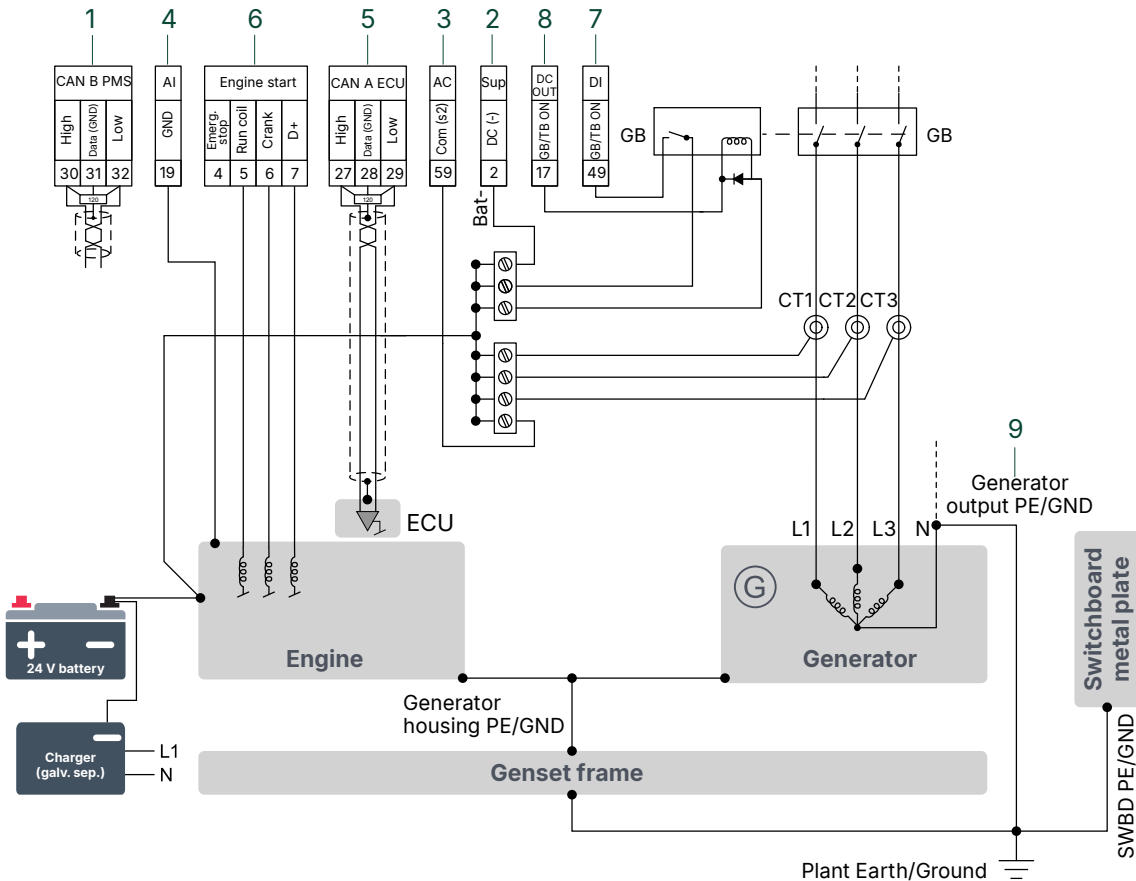 1
4
6
5
3
2
8
7
CAN B PMS
High
Data (GND)
Low
30
31
32
120
AI
GND
19
Engine start
Emerg.
stop
Run coil
Crank
D+
4
5
6
7
CAN A ECU
High
Data (GND)
Low
27
28
29
120
AC
Com (s2)
59
Sup
DC (-)
2
Bat-
DC
OUT
GB/TB ON
17
DI
GB/TB ON
49
GB
GB
CT1
CT2
CT3
9
Generator
output PE/GND
L1
L2
L3
N
ECU
G
Engine
Generator
Switchboard
metal plate
+ −
24 V battery
Generator
housing PE/GND
−
Charger
(galv. sep.)
L1
N
Genset frame
SWBD PE/GND
Plant Earth/Ground